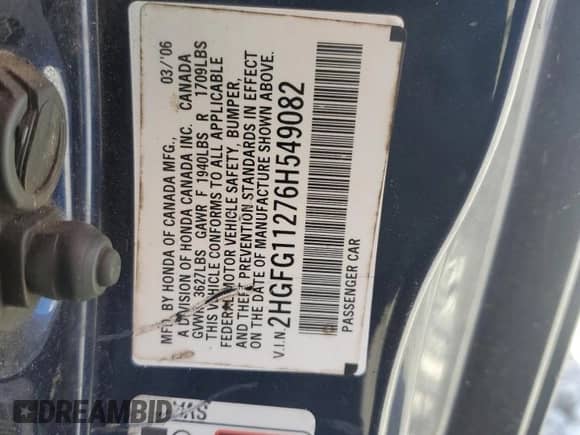 MFD. BY HONDA OF CANADA MFG., 03/'06
A DIVISION OF HONDA CANADA INC. CANADA
GVWR 3627LBS GAWR F 1940LBS R 1709LBS
THIS VEHICLE CONFORMS TO ALL APPLICABLE
FEDERAL MOTOR VEHICLE SAFETY, BUMPER,
AND THEFT PREVENTION STANDARDS IN EFFECT
ON THE DATE OF MANUFACTURE SHOWN ABOVE.
V.I.N. 2HGFG11276H549082
PASSENGER CAR
DREAMBID